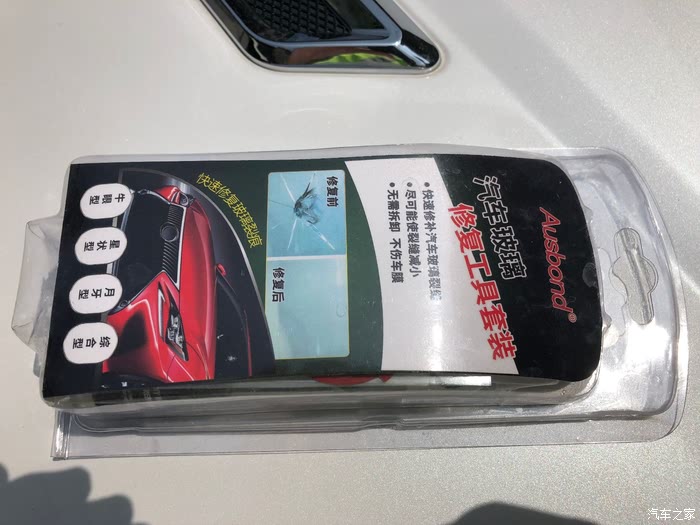 Ausbond®
汽车玻璃
修复工具套装
• 快速修补汽车玻璃裂缝
• 尽可能使裂缝减小
• 无需拆卸 不伤车膜
修复前
修复后
快速修复玻璃裂痕
牛眼型
星状型
月牙型
综合型
汽车之家